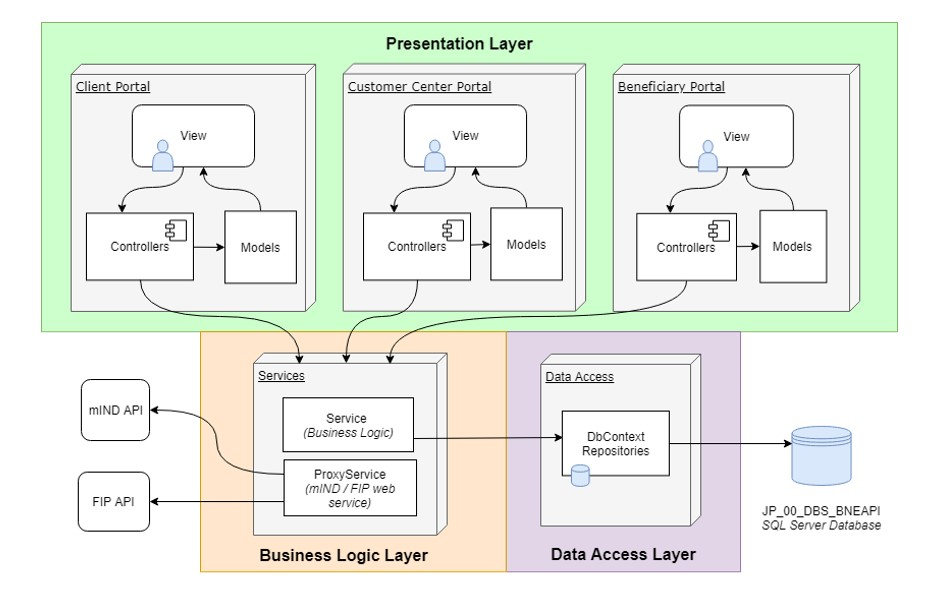 Presentation Layer
Client Portal
View
Controllers
Models
Customer Center Portal
View
Controllers
Models
Beneficiary Portal
View
Controllers
Models
Services
Service
(Business Logic)
ProxyService
(mIND / FIP web
service)
Business Logic Layer
Data Access
DbContext
Repositories
Data Access Layer
mIND API
FIP API
JP_00_DBS_BNEAPI
SQL Server Database